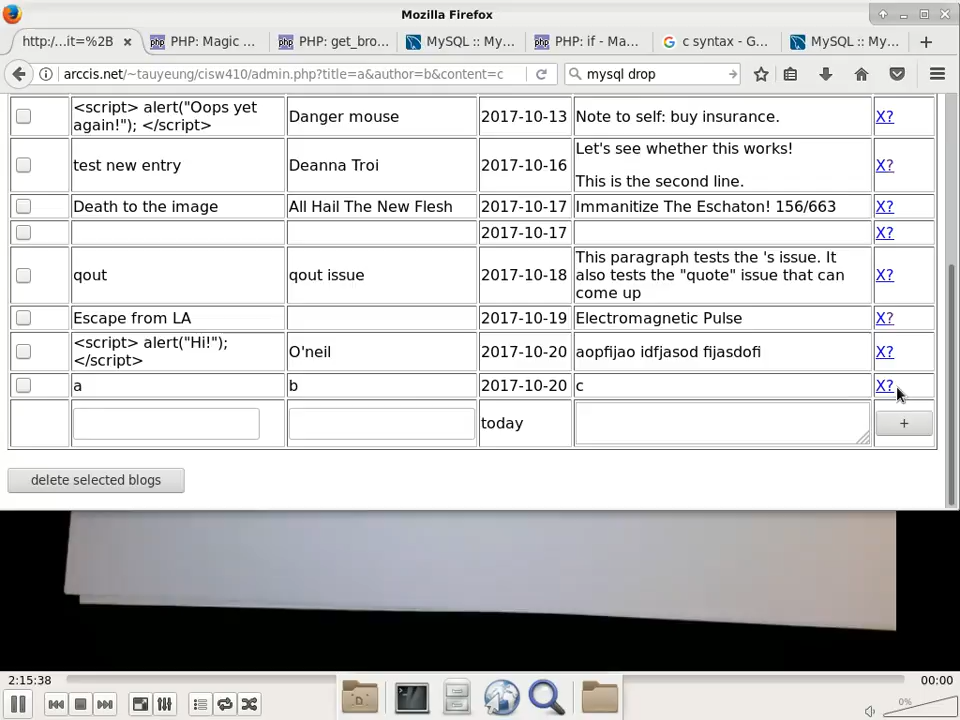 Mozilla Firefox
http:/...it=%2B
PHP: Magic ...
PHP: get_bro...
MySQL :: My...
PHP: if - Ma...
c syntax - G...
MySQL :: My...
arccis.net/~tauyeung/cisw410/admin.php?title=a&author=b&content=c
mysql drop
<script> alert("Oops yet again!"); </script> Danger mouse 2017-10-13 Note to self: buy insurance. X?
test new entry Deanna Troi 2017-10-16 Let's see whether this works!
This is the second line. X?
Death to the image All Hail The New Flesh 2017-10-17 Immanitize The Eschaton! 156/663 X?
2017-10-17 X?
qout qout issue 2017-10-18 This paragraph tests the 's issue. It
also tests the "quote" issue that can
come up X?
Escape from LA 2017-10-19 Electromagnetic Pulse X?
<script> alert("Hi!"); </script> O'neil 2017-10-20 aopfijao idfjasod fijasdofi X?
a b 2017-10-20 c X?
today +
delete selected blogs
2:15:38 00:00
0%